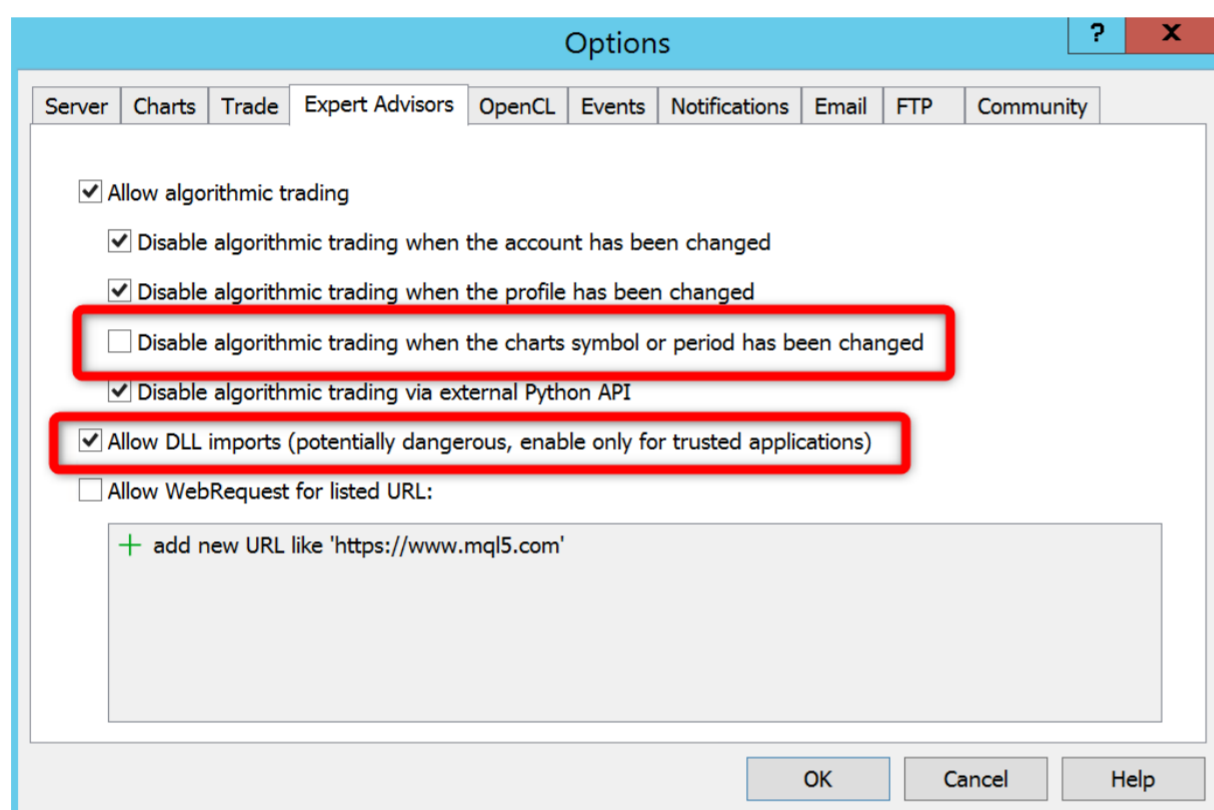 Options
?
X
Server Charts Trade Expert Advisors OpenCL Events Notifications Email FTP Community
Allow algorithmic trading
Disable algorithmic trading when the account has been changed
Disable algorithmic trading when the profile has been changed
Disable algorithmic trading when the charts symbol or period has been changed
Disable algorithmic trading via external Python API
Allow DLL imports (potentially dangerous, enable only for trusted applications)
Allow WebRequest for listed URL:
add new URL like 'https://www.mql5.com'
OK Cancel Help